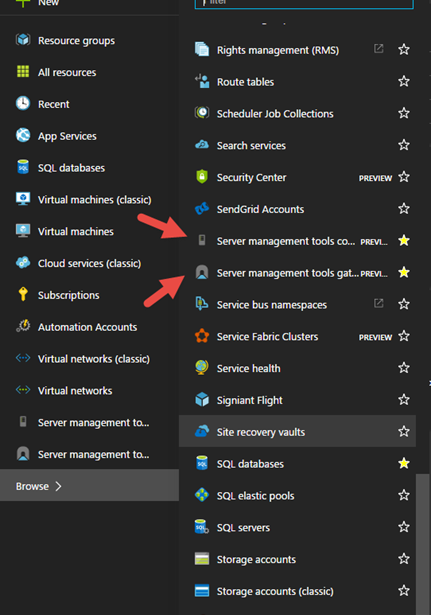 New
Resource groups
All resources
Recent
App Services
SQL databases
Virtual machines (classic)
Virtual machines
Cloud services (classic)
Subscriptions
Automation Accounts
Virtual networks (classic)
Virtual networks
Server management to...
Server management to...
Browse
Filter
Rights management (RMS)
Route tables
Scheduler Job Collections
Search services
Security Center PREVIEW
SendGrid Accounts
Server management tools co... PREVI...
Server management tools gat... PREVI...
Service bus namespaces
Service Fabric Clusters PREVIEW
Service health
Signiant Flight
Site recovery vaults
SQL databases
SQL elastic pools
SQL servers
Storage accounts
Storage accounts (classic)